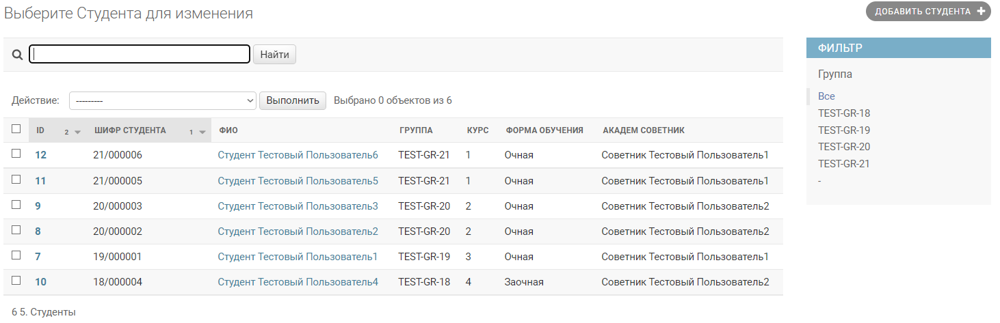 Выберите Студента для изменения
ДОБАВИТЬ СТУДЕНТА +
Найти
Действие: --------- Выполнить Выбрано 0 объектов из 6
ID 2 ШИФР СТУДЕНТА 1 ФИО ГРУППА КУРС ФОРМА ОБУЧЕНИЯ АКАДЕМ СОВЕТНИК
12 21/000006 Студент Тестовый Пользователь6 TEST-GR-21 1 Очная Советник Тестовый Пользователь1
11 21/000005 Студент Тестовый Пользователь5 TEST-GR-21 1 Очная Советник Тестовый Пользователь1
9 20/000003 Студент Тестовый Пользователь3 TEST-GR-20 2 Очная Советник Тестовый Пользователь2
8 20/000002 Студент Тестовый Пользователь2 TEST-GR-20 2 Очная Советник Тестовый Пользователь2
7 19/000001 Студент Тестовый Пользователь1 TEST-GR-19 3 Очная Советник Тестовый Пользователь1
10 18/000004 Студент Тестовый Пользователь4 TEST-GR-18 4 Заочная Советник Тестовый Пользователь2
6 5. Студенты
ФИЛЬТР
Группа
Все
TEST-GR-18
TEST-GR-19
TEST-GR-20
TEST-GR-21
-